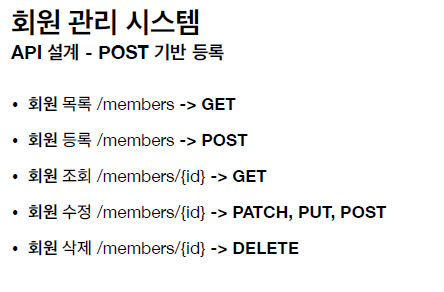 회원 관리 시스템
API 설계 - POST 기반 등록
• 회원 목록 /members -> GET
• 회원 등록 /members -> POST
• 회원 조회 /members/{id} -> GET
• 회원 수정 /members/{id} -> PATCH, PUT, POST
• 회원 삭제 /members/{id} -> DELETE